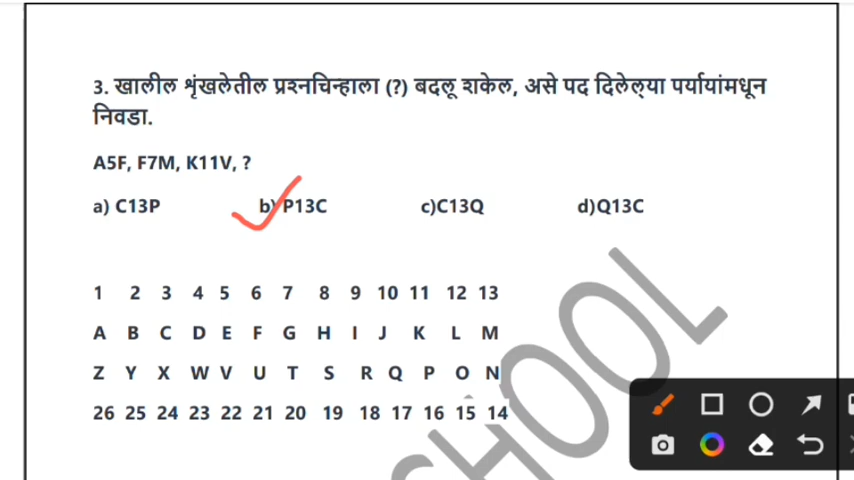 3. खालील शृंखलेतील प्रश्नचिन्हाला (?) बदलू शकेल, असे पद दिलेल्या पर्यायांमधून
निवडा.
A5F, F7M, K11V, ?
a) C13P b) P13C c)C13Q d)Q13C
1 2 3 4 5 6 7 8 9 10 11 12 13
A B C D E F G H I J K L M
Z Y X W V U T S R Q P O N
26 25 24 23 22 21 20 19 18 17 16 15 14